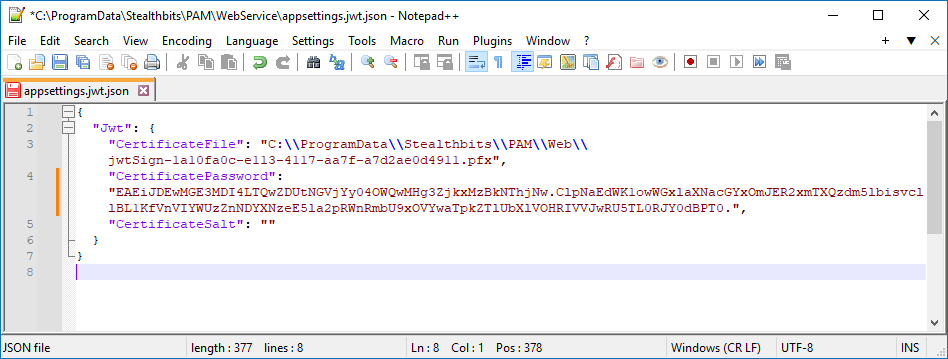 *C:\ProgramData\Stealthbits\PAM\WebService\appsettings.jwt.json - Notepad++
File Edit Search View Encoding Language Settings Tools Macro Run Plugins Window ? + ▼ X
appsettings.jwt.json
1 {
2 "Jwt": {
3 "CertificateFile": "C:\\ProgramData\\Stealthbits\\PAM\\Web\\
jwtSign-1a10fa0c-e113-4117-aa7f-a7d2ae0d4911.pfx",
4 "CertificatePassword":
"EAEiJDEwMGE3MDI4LTQwZDUtNGVjYy04OWQwMHg3ZjkxMzBkNThjNw.ClpNaEdWK1owWGxlaXNacGYxOmJER2xmTXQzdm5lbisvcl
lBL1KfVnVIYWUzZnNDYXNzeE5la2pRWnRmbU9xOVYwaTpkZTlUbXlVOHRIVVJwRU5TL0RJY0dBPT0.",
5 "CertificateSalt": ""
6 }
7 }
8
JSON file length : 377 lines : 8 Ln : 8 Col : 1 Pos : 378 Windows (CR LF) UTF-8 INS